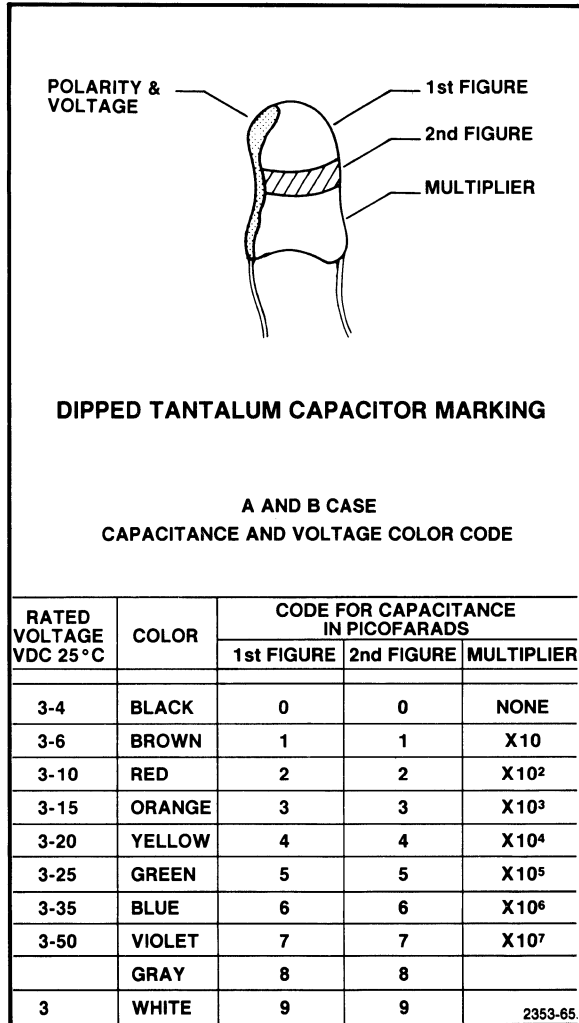 POLARITY &
VOLTAGE
1st FIGURE
2nd FIGURE
MULTIPLIER
DIPPED TANTALUM CAPACITOR MARKING
A AND B CASE
CAPACITANCE AND VOLTAGE COLOR CODE
RATED
VOLTAGE
VDC 25°C
COLOR
CODE FOR CAPACITANCE
IN PICOFARADS
1st FIGURE 2nd FIGURE MULTIPLIER
3-4 BLACK 0 0 NONE
3-6 BROWN 1 1 X10
3-10 RED 2 2 X10²
3-15 ORANGE 3 3 X10³
3-20 YELLOW 4 4 X10⁴
3-25 GREEN 5 5 X10⁵
3-35 BLUE 6 6 X10⁶
3-50 VIOLET 7 7 X10⁷
GRAY 8 8
3 WHITE 9 9
2353-65.